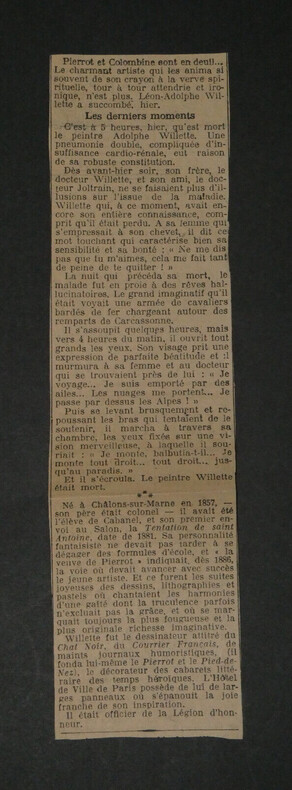 Pierrot et Colombine sont en deuil...
Le charmant artiste qui les anima si
souvent de son crayon à la verve spi-
rituelle, tour à tour attendrie et iro-
nique, n'est plus. Léon-Adolphe Wil-
lette a succombé hier.
Les derniers moments
C'est à 5 heures, hier, qu'est mort
le peintre Adolphe Willette. Une
pneumonie double, compliquée d'in-
suffisance cardio-rénale, eut raison
de sa robuste constitution.
Dès avant-hier soir, son frère, le
docteur Willette, et son ami, le doc-
teur Joltrain, ne se faisaient plus d'il-
lusions sur l'issue de la maladie.
Willette qui, à ce moment, avait en-
core son entière connaissance, com-
prit qu'il était perdu. A sa femme qui
s'empressait à son chevet, il dit ce
mot touchant qui caractérise bien sa
sensibilité et sa bonté : « Ne me dis
pas que tu m'aimes, cela me fait tant
de peine de te quitter ! »
La nuit qui précéda sa mort, le
malade fut en proie à des rêves hal-
lucinatoires. Le grand imaginatif qu'il
était voyait une armée de cavaliers
bardés de fer chargeant autour des
remparts de Carcassonne.
Il s'assoupit quelques heures, mais
vers 4 heures du matin, il ouvrit tout
grands les yeux. Son visage prit une
expression de parfaite béatitude et il
murmura à sa femme et au docteur
qui se trouvaient près de lui : « Je
voyage... Je suis emporté par des
ailes... Les nuages me portent... Je
passe par dessus les Alpes ! »
Puis se levant brusquement et re-
poussant les bras qui tentaient de le
soutenir, il marcha à travers sa
chambre, les yeux fixés sur une vi-
sion merveilleuse, à laquelle il sou-
riait : « Je monte, balbutia-t-il... Je
monte tout droit... tout droit... jus-
qu'au paradis. »
Et il s'écroula. Le peintre Willette
était mort.
***
Né à Châlons-sur-Marne en 1857, —
son père était colonel — il avait été
l'élève de Cabanel, et son premier en-
voi au Salon, la Tentation de saint
Antoine, date de 1881. Sa personnalité
fantaisiste ne devait pas tarder à se
dégager des formules d'école, et « la
veuve de Pierrot » indiquait, dès 1886,
la voie où devait avancer avec succès
le jeune artiste. Et ce furent les suites
joyeuses des dessins, lithographies et
pastels où chantaient les harmonies
d'une gaîté dont la truculence parfois
n'excluait pas la grâce, et où se mar-
quait toujours la plus fougueuse et la
plus originale richesse imaginative.
Willette fut le dessinateur attitré du
Chat Noir, du Courrier Français, de
maints journaux humoristiques, (il
fonda lui-même le Pierrot et le Pied-de-
Nez), le décorateur des cabarets litté-
raires des temps héroïques. L'Hôtel
de Ville de Paris possède de lui de lar-
ges panneaux où s'épanouit la joie
franche de son inspiration.
Il était officier de la Légion d'hon-
neur.